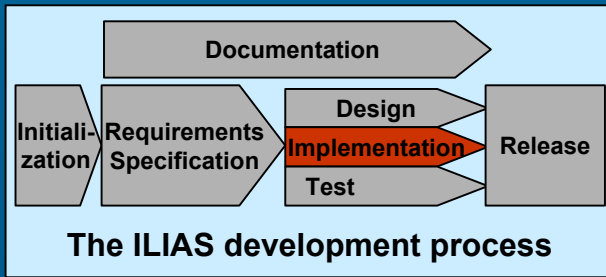 Documentation
Initiali-
zation
Requirements
Specification
Design
Implementation
Test
Release
The ILIAS development process